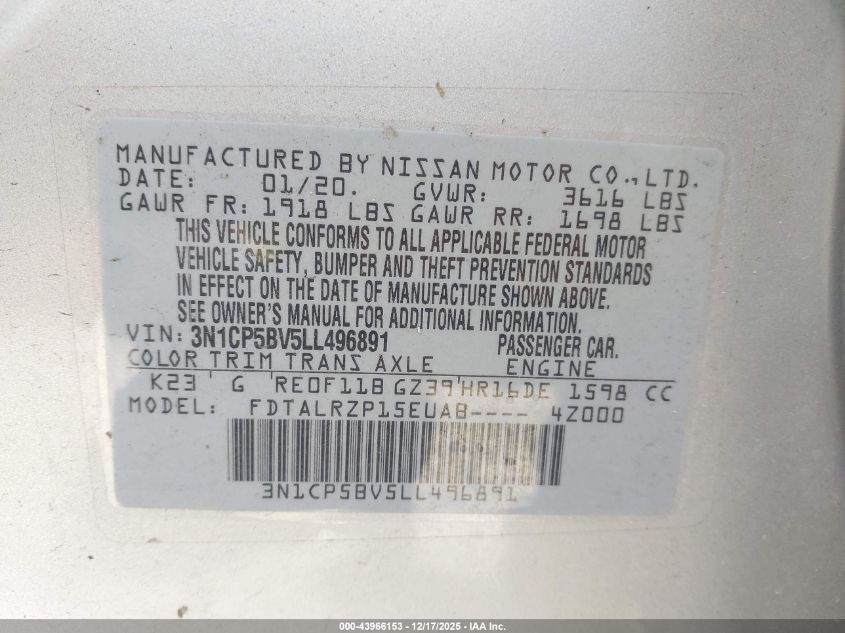 MANUFACTURED BY NISSAN MOTOR CO.,LTD.
DATE: 01/20. GVWR: 3616 LBS
GAWR FR: 1918 LBS GAWR RR: 1698 LBS
THIS VEHICLE CONFORMS TO ALL APPLICABLE FEDERAL MOTOR
VEHICLE SAFETY, BUMPER AND THEFT PREVENTION STANDARDS
IN EFFECT ON THE DATE OF MANUFACTURE SHOWN ABOVE.
SEE OWNER'S MANUAL FOR ADDITIONAL INFORMATION.
VIN: 3N1CP5BV5LL496891 PASSENGER CAR.
COLOR TRIM TRANS AXLE ENGINE
K23 G RE0F11B GZ39 HR16DE 1598 CC
MODEL: FDTALRZP15EUAB---- 4Z000
3N1CP5BV5LL496891
000-43966153 - 12/17/2025 - IAA Inc.